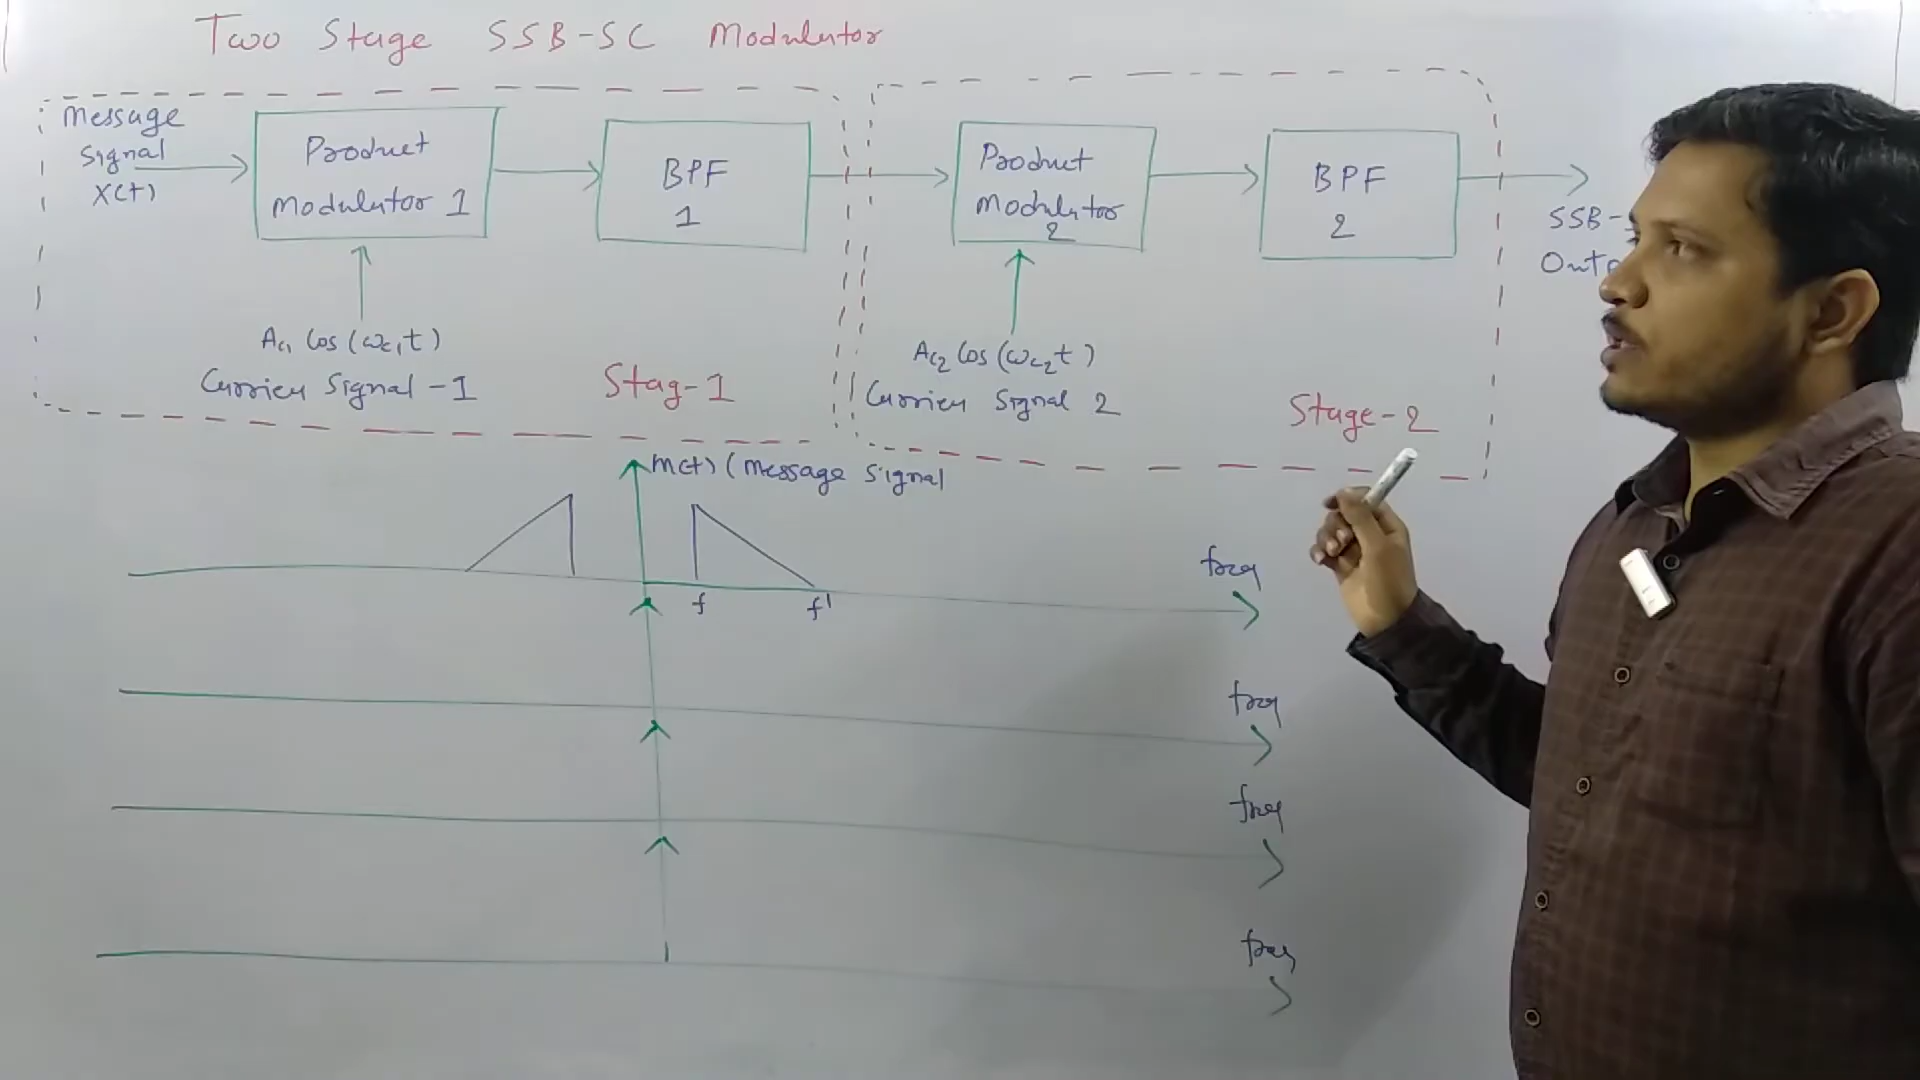 Two Stage SSB-SC Modulator
Message
Signal
X(t)
Product
Modulator 1
BPF
1
Product
Modulator
2
BPF
2
SSB-
Outp
Ac1 Cos(ωc1t)
Carrier Signal -1
Stag-1
Ac2 Cos(ωc2t)
Carrier Signal 2
Stage-2
m(t) (Message Signal
freq
f f'
freq
freq
freq